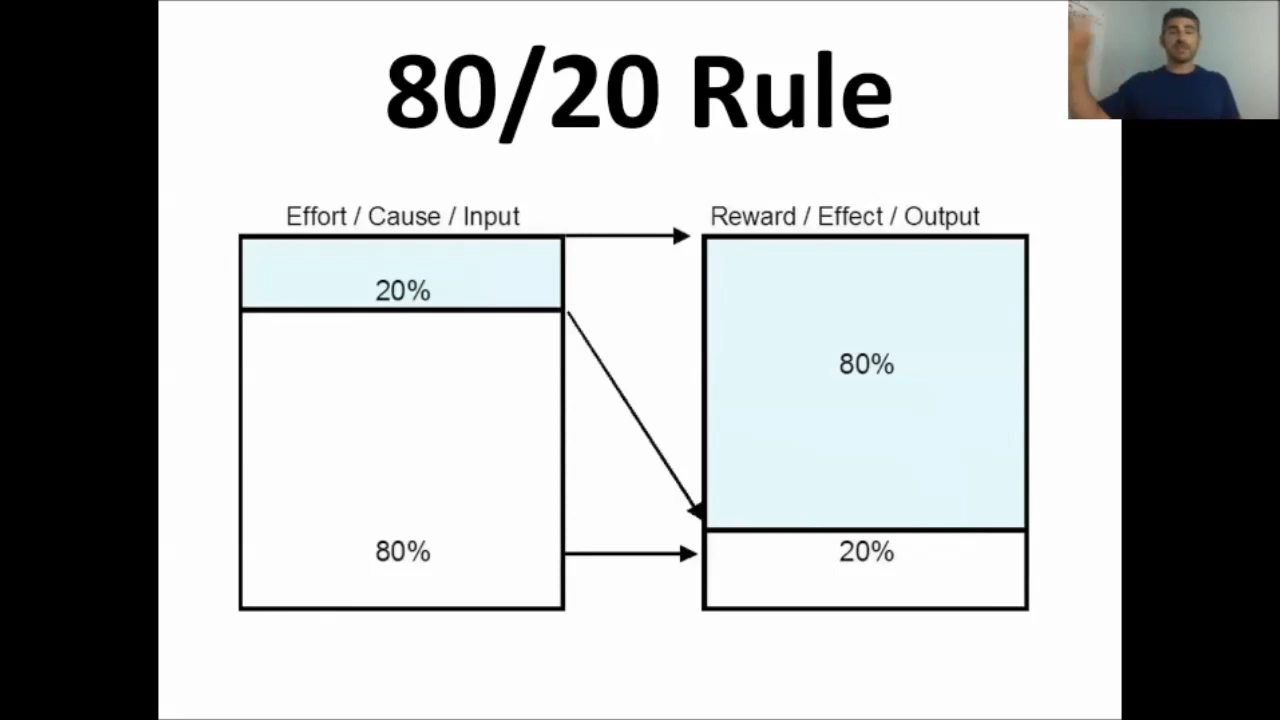 80/20 Rule
Effort / Cause / Input
Reward / Effect / Output
20%
80%
80%
20%